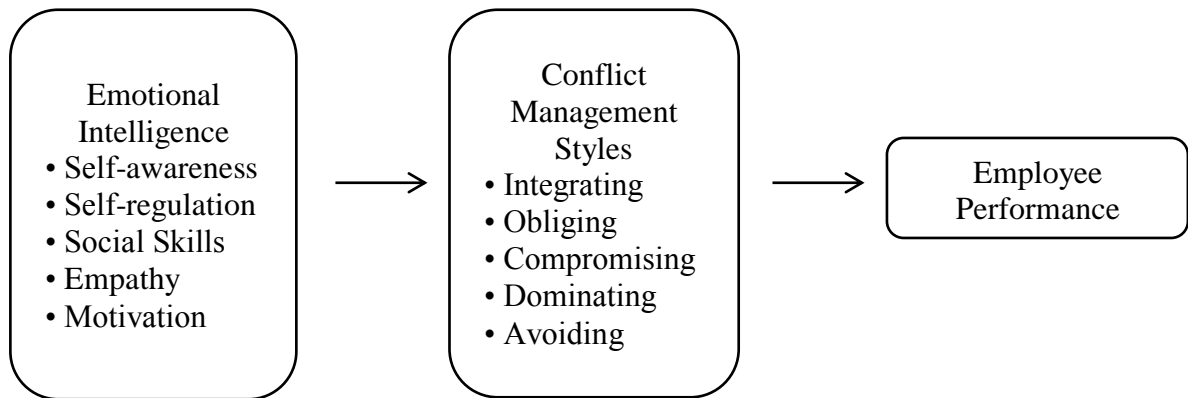 Emotional
Intelligence
• Self-awareness
• Self-regulation
• Social Skills
• Empathy
• Motivation
Conflict
Management
Styles
• Integrating
• Obliging
• Compromising
• Dominating
• Avoiding
Employee
Performance